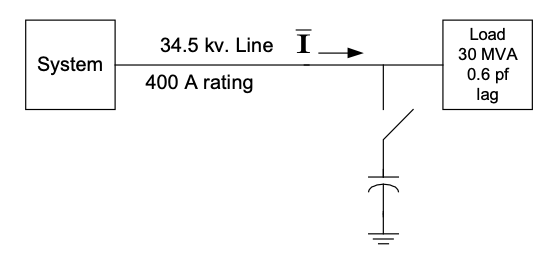 System
34.5 kv. Line
I̅
400 A rating
Load
30 MVA
0.6 pf
lag